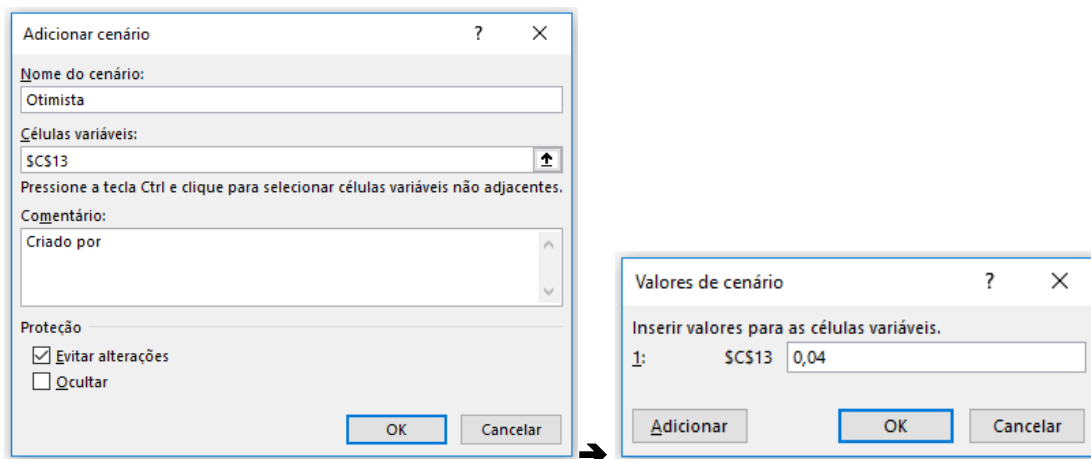 Adicionar cenário ? ×
Nome do cenário:
Otimista
Células variáveis:
$C$13
Pressione a tecla Ctrl e clique para selecionar células variáveis não adjacentes.
Comentário:
Criado por
Proteção
Evitar alterações
Ocultar
OK Cancelar
Valores de cenário ? ×
Inserir valores para as células variáveis.
1: $C$13 0,04
Adicionar OK Cancelar